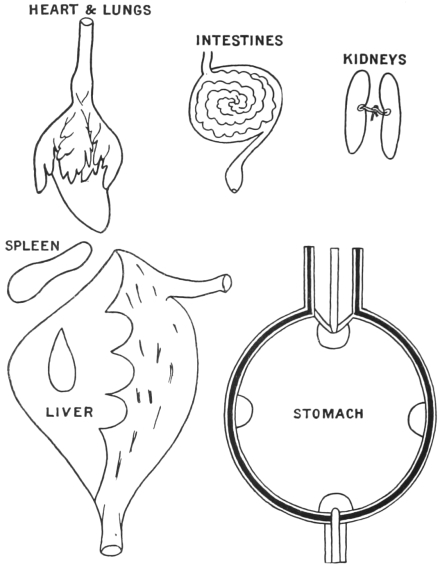 HEART & LUNGS
INTESTINES
KIDNEYS
SPLEEN
LIVER
STOMACH